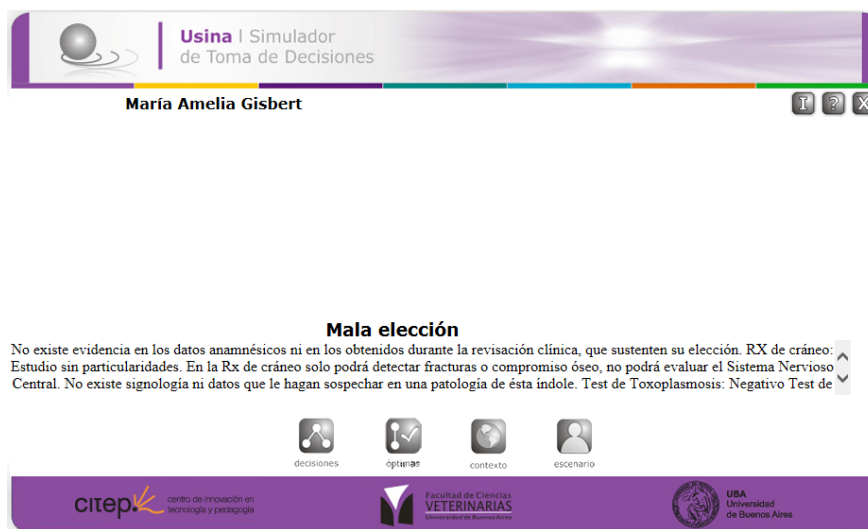 Usina | Simulador
de Toma de Decisiones
María Amelia Gisbert
I ? X
Mala elección
No existe evidencia en los datos anamnésicos ni en los obtenidos durante la revisación clínica, que sustenten su elección. RX de cráneo:
Estudio sin particularidades. En la Rx de cráneo solo podrá detectar fracturas o compromiso óseo, no podrá evaluar el Sistema Nervioso
Central. No existe signología ni datos que le hagan sospechar en una patología de ésta índole. Test de Toxoplasmosis: Negativo Test de
decisiones óptimas contexto escenario
citep centro de innovación en
tecnología y pedagogía
Facultad de Ciencias
VETERINARIAS
Universidad de Buenos Aires
UBA
Universidad
de Buenos Aires